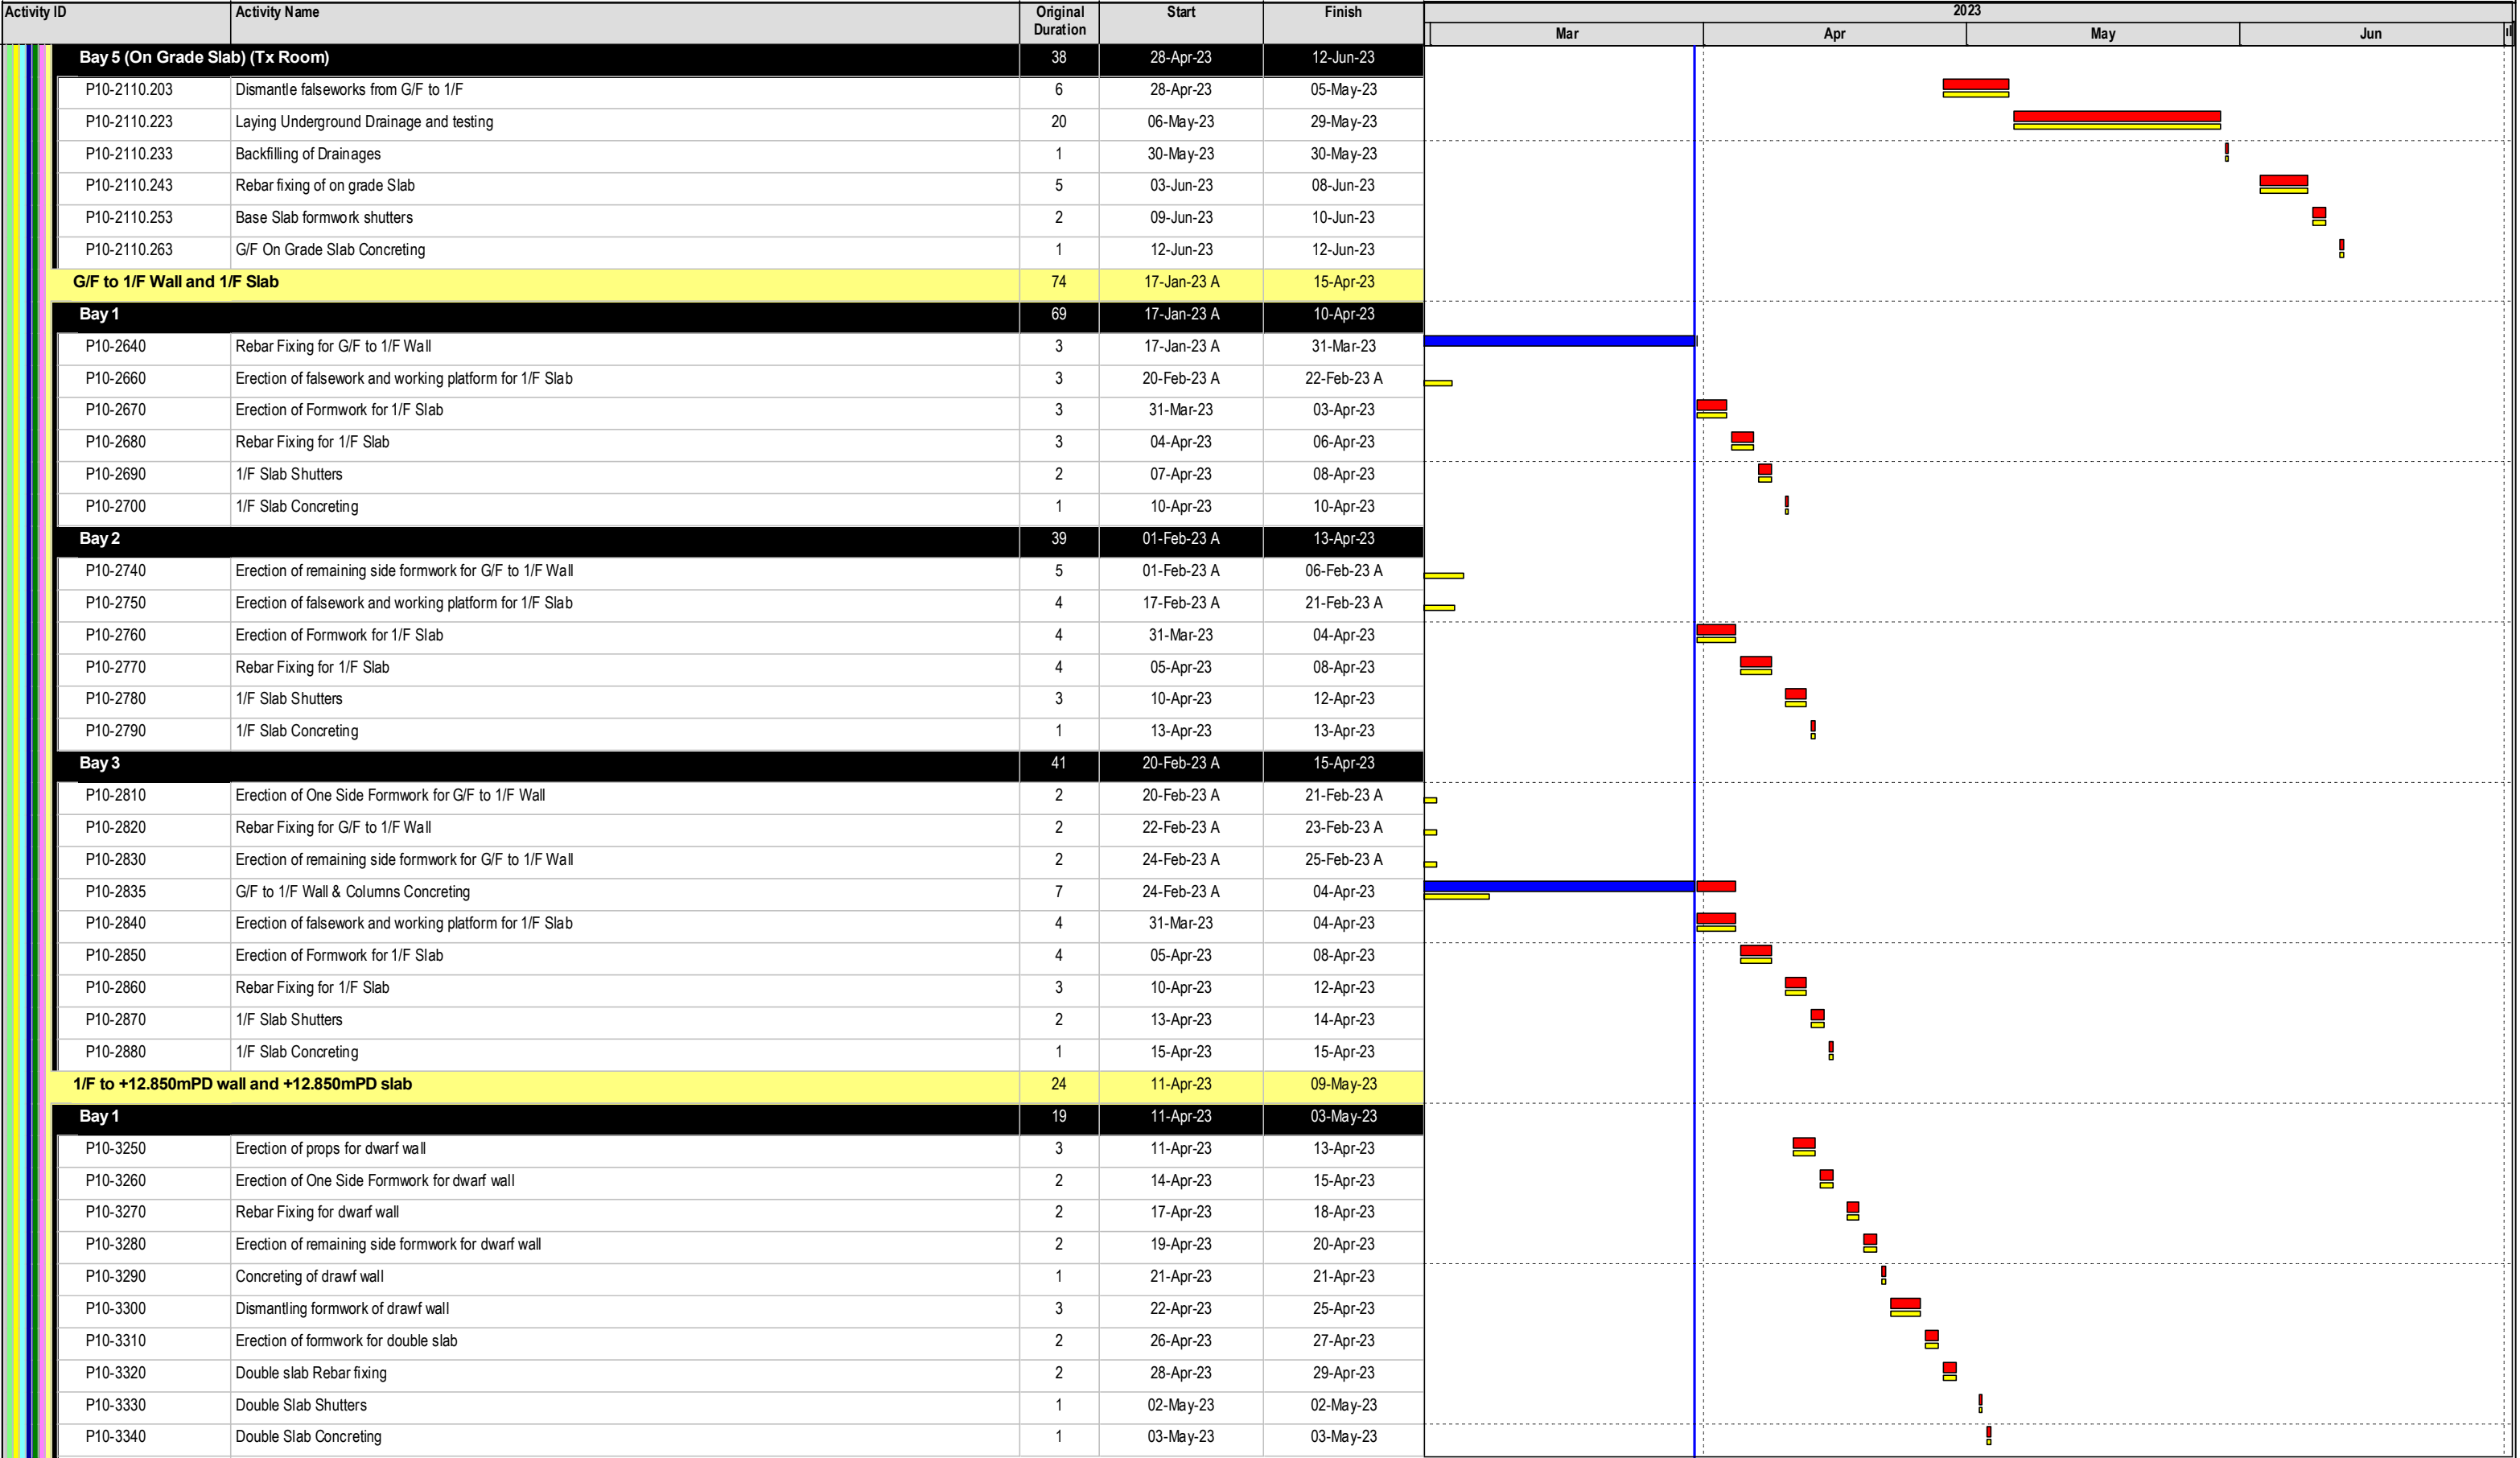 Activity ID Activity Name Original Duration Start Finish 2023
Mar Apr May Jun
Bay 5 (On Grade Slab) (Tx Room) 38 28-Apr-23 12-Jun-23
P10-2110.203 Dismantle falseworks from G/F to 1/F 6 28-Apr-23 05-May-23
P10-2110.223 Laying Underground Drainage and testing 20 06-May-23 29-May-23
P10-2110.233 Backfilling of Drainages 1 30-May-23 30-May-23
P10-2110.243 Rebar fixing of on grade Slab 5 03-Jun-23 08-Jun-23
P10-2110.253 Base Slab formwork shutters 2 09-Jun-23 10-Jun-23
P10-2110.263 G/F On Grade Slab Concreting 1 12-Jun-23 12-Jun-23
G/F to 1/F Wall and 1/F Slab 74 17-Jan-23 A 15-Apr-23
Bay 1 69 17-Jan-23 A 10-Apr-23
P10-2640 Rebar Fixing for G/F to 1/F Wall 3 17-Jan-23 A 31-Mar-23
P10-2660 Erection of falsework and working platform for 1/F Slab 3 20-Feb-23 A 22-Feb-23 A
P10-2670 Erection of Formwork for 1/F Slab 3 31-Mar-23 03-Apr-23
P10-2680 Rebar Fixing for 1/F Slab 3 04-Apr-23 06-Apr-23
P10-2690 1/F Slab Shutters 2 07-Apr-23 08-Apr-23
P10-2700 1/F Slab Concreting 1 10-Apr-23 10-Apr-23
Bay 2 39 01-Feb-23 A 13-Apr-23
P10-2740 Erection of remaining side formwork for G/F to 1/F Wall 5 01-Feb-23 A 06-Feb-23 A
P10-2750 Erection of falsework and working platform for 1/F Slab 4 17-Feb-23 A 21-Feb-23 A
P10-2760 Erection of Formwork for 1/F Slab 4 31-Mar-23 04-Apr-23
P10-2770 Rebar Fixing for 1/F Slab 4 05-Apr-23 08-Apr-23
P10-2780 1/F Slab Shutters 3 10-Apr-23 12-Apr-23
P10-2790 1/F Slab Concreting 1 13-Apr-23 13-Apr-23
Bay 3 41 20-Feb-23 A 15-Apr-23
P10-2810 Erection of One Side Formwork for G/F to 1/F Wall 2 20-Feb-23 A 21-Feb-23 A
P10-2820 Rebar Fixing for G/F to 1/F Wall 2 22-Feb-23 A 23-Feb-23 A
P10-2830 Erection of remaining side formwork for G/F to 1/F Wall 2 24-Feb-23 A 25-Feb-23 A
P10-2835 G/F to 1/F Wall & Columns Concreting 7 24-Feb-23 A 04-Apr-23
P10-2840 Erection of falsework and working platform for 1/F Slab 4 31-Mar-23 04-Apr-23
P10-2850 Erection of Formwork for 1/F Slab 4 05-Apr-23 08-Apr-23
P10-2860 Rebar Fixing for 1/F Slab 3 10-Apr-23 12-Apr-23
P10-2870 1/F Slab Shutters 2 13-Apr-23 14-Apr-23
P10-2880 1/F Slab Concreting 1 15-Apr-23 15-Apr-23
1/F to +12.850mPD wall and +12.850mPD slab 24 11-Apr-23 09-May-23
Bay 1 19 11-Apr-23 03-May-23
P10-3250 Erection of props for dwarf wall 3 11-Apr-23 13-Apr-23
P10-3260 Erection of One Side Formwork for dwarf wall 2 14-Apr-23 15-Apr-23
P10-3270 Rebar Fixing for dwarf wall 2 17-Apr-23 18-Apr-23
P10-3280 Erection of remaining side formwork for dwarf wall 2 19-Apr-23 20-Apr-23
P10-3290 Concreting of drawf wall 1 21-Apr-23 21-Apr-23
P10-3300 Dismantling formwork of drawf wall 3 22-Apr-23 25-Apr-23
P10-3310 Erection of formwork for double slab 2 26-Apr-23 27-Apr-23
P10-3320 Double slab Rebar fixing 2 28-Apr-23 29-Apr-23
P10-3330 Double Slab Shutters 1 02-May-23 02-May-23
P10-3340 Double Slab Concreting 1 03-May-23 03-May-23